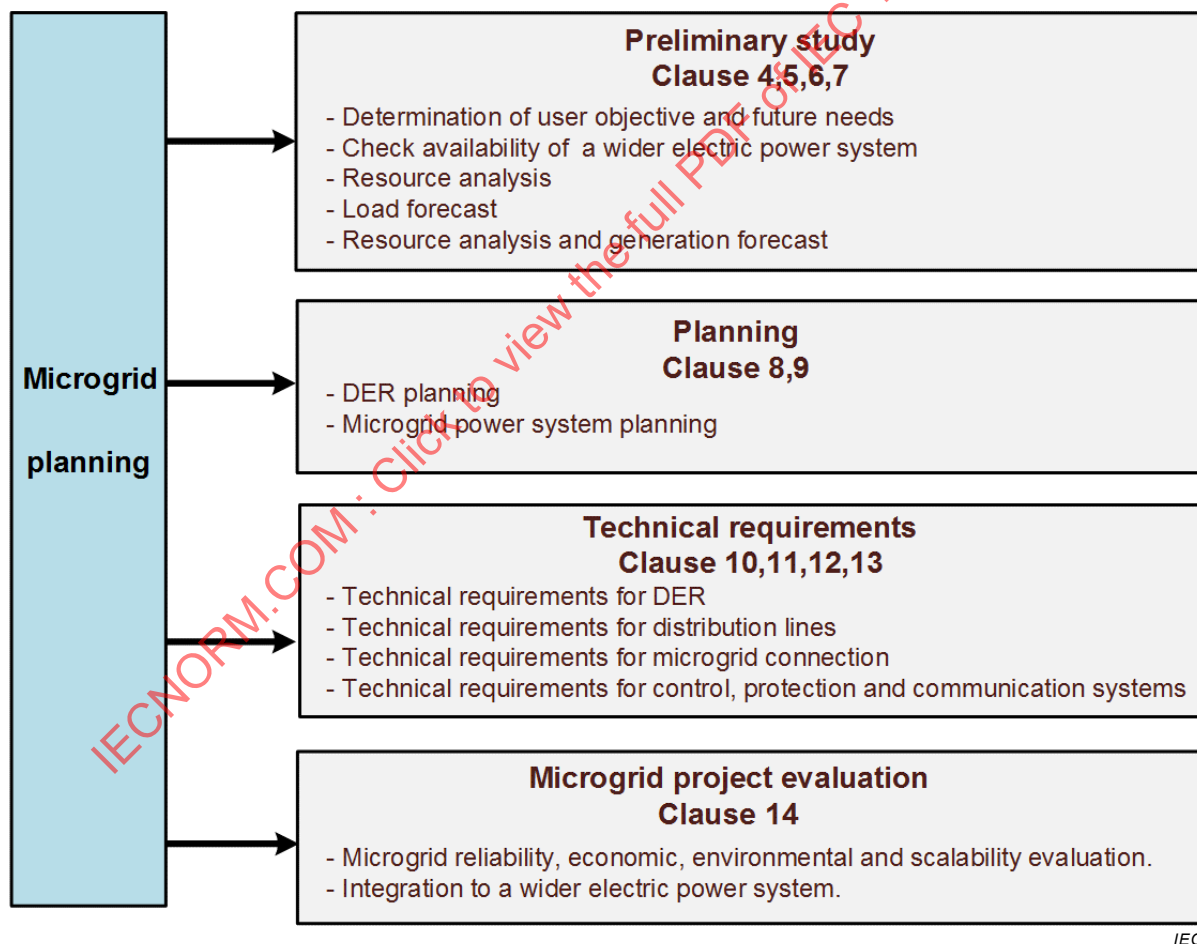 Microgrid
planning
Preliminary study
Clause 4,5,6,7
- Determination of user objective and future needs
- Check availability of a wider electric power system
- Resource analysis
- Load forecast
- Resource analysis and generation forecast
Planning
Clause 8,9
- DER planning
- Microgrid power system planning
Technical requirements
Clause 10,11,12,13
- Technical requirements for DER
- Technical requirements for distribution lines
- Technical requirements for microgrid connection
- Technical requirements for control, protection and communication systems
Microgrid project evaluation
Clause 14
- Microgrid reliability, economic, environmental and scalability evaluation.
- Integration to a wider electric power system.
IEC
IECNORM.COM : Click to view the full PDF of IEC